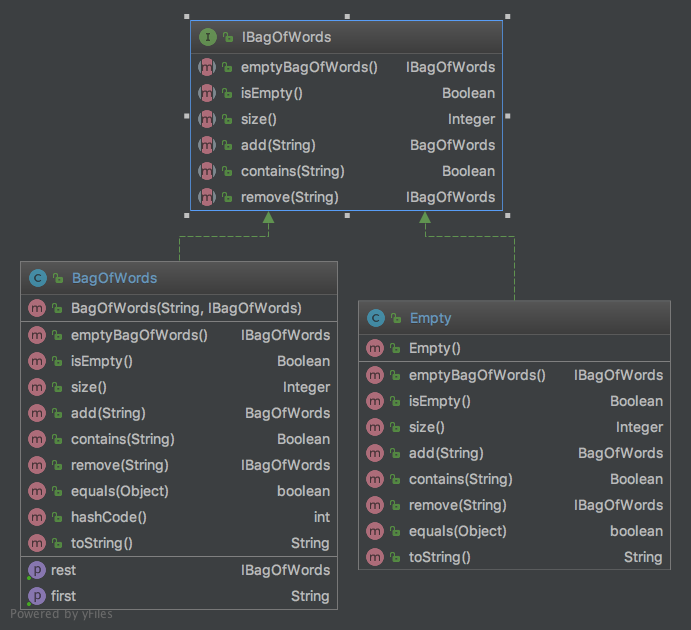 IBagOfWords
emptyBagOfWords() IBagOfWords
isEmpty() Boolean
size() Integer
add(String) BagOfWords
contains(String) Boolean
remove(String) IBagOfWords
BagOfWords
BagOfWords(String, IBagOfWords)
emptyBagOfWords() IBagOfWords
isEmpty() Boolean
size() Integer
add(String) BagOfWords
contains(String) Boolean
remove(String) IBagOfWords
equals(Object) boolean
hashCode() int
toString() String
rest IBagOfWords
first String
Empty
Empty()
emptyBagOfWords() IBagOfWords
isEmpty() Boolean
size() Integer
add(String) BagOfWords
contains(String) Boolean
remove(String) IBagOfWords
equals(Object) boolean
toString() String
Powered by yFiles